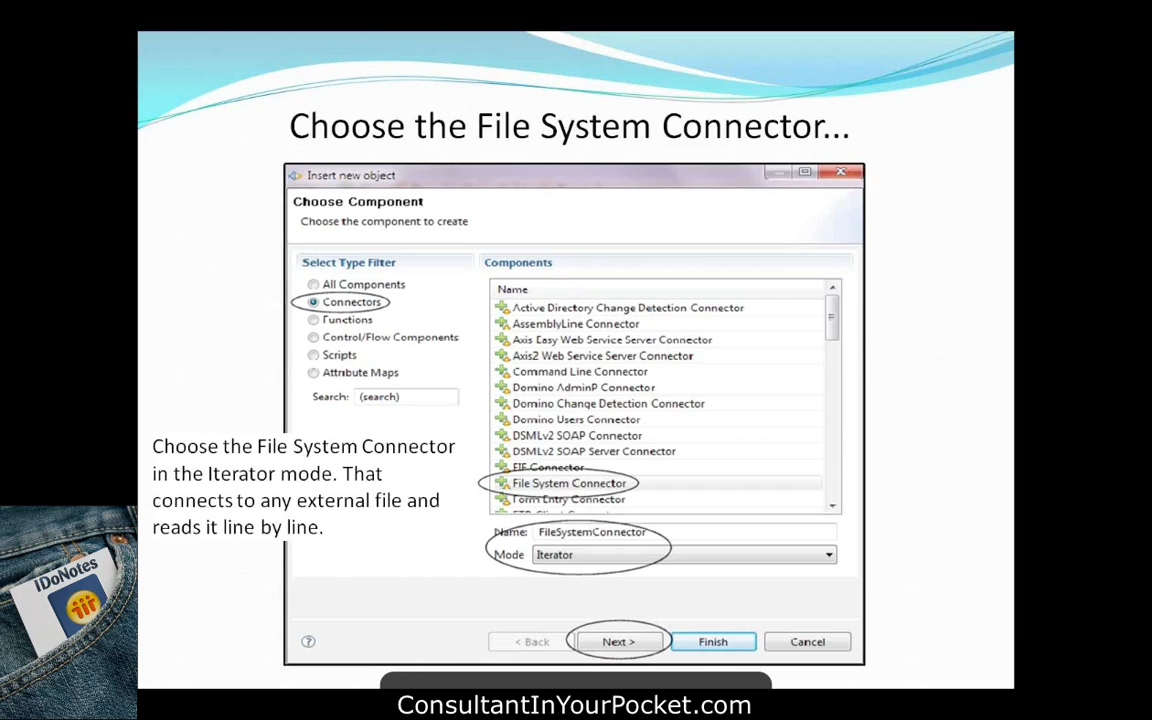 Choose the File System Connector...
Insert new object
Choose Component
Choose the component to create
Select Type Filter
All Components
Connectors
Functions
Control/Flow Components
Scripts
Attribute Maps
Search: (search)
Components
Name
Active Directory Change Detection Connector
AssemblyLine Connector
Axis Easy Web Service Server Connector
Axis2 Web Service Server Connector
Command Line Connector
Domino AdminP Connector
Domino Change Detection Connector
Domino Users Connector
DSMLv2 SOAP Connector
DSMLv2 SOAP Server Connector
EIF Connector
File System Connector
Form Entry Connector
Name: FileSystemConnector
Mode Iterator
Choose the File System Connector
in the Iterator mode. That
connects to any external file and
reads it line by line.
< Back Next > Finish Cancel
IDoNotes
ConsultantInYourPocket.com